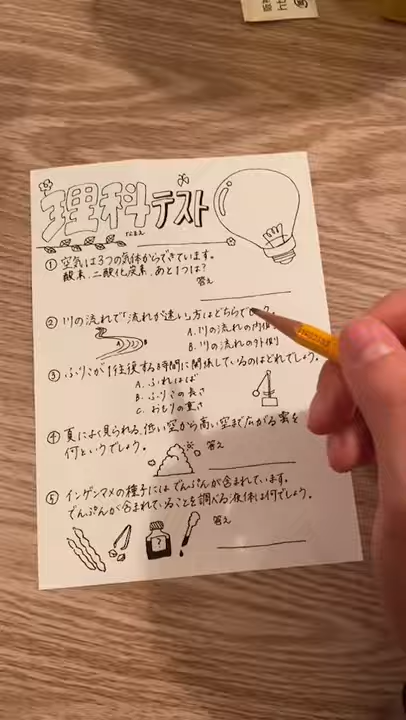 理科テスト
なまえ
① 空気は3つの気体からできています。
酸素、二酸化炭素、あと1つは?
答え
② 川の流れで「流れが速い」方はどちらで
A. 川の流れの内側
B. 川の流れの外側
③ ふりこが1往復する時間に関係しているのはどれでしょう。
A. ふれはば
B. ふりこの長さ
C. おもりの重さ
④ 夏によく見られる、低い空から高い空まで広がる雲を
何というでしょう。
答え
⑤ インゲンマメの種子にはでんぷんが含まれています。
でんぷんが含まれていることを調べる液体は何でしょう。
答え
?